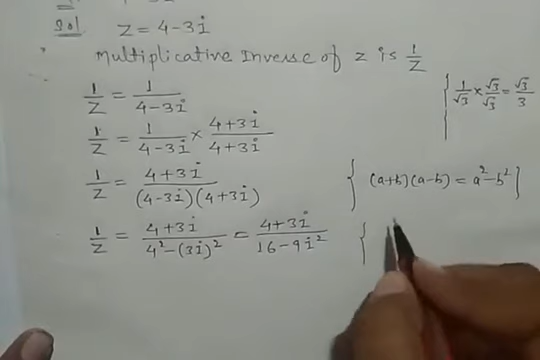 Sol z = 4-3i
Multiplicative Inverse of z is 1/z
1/z = 1/(4-3i)
{ 1/√3 × √3/√3 = √3/3
1/z = 1/(4-3i) × (4+3i)/(4+3i)
1/z = (4+3i)/((4-3i)(4+3i))
{ (a+b)(a-b) = a²-b² }
1/z = (4+3i)/(4²-(3i)²) = (4+3i)/(16-9i²) {